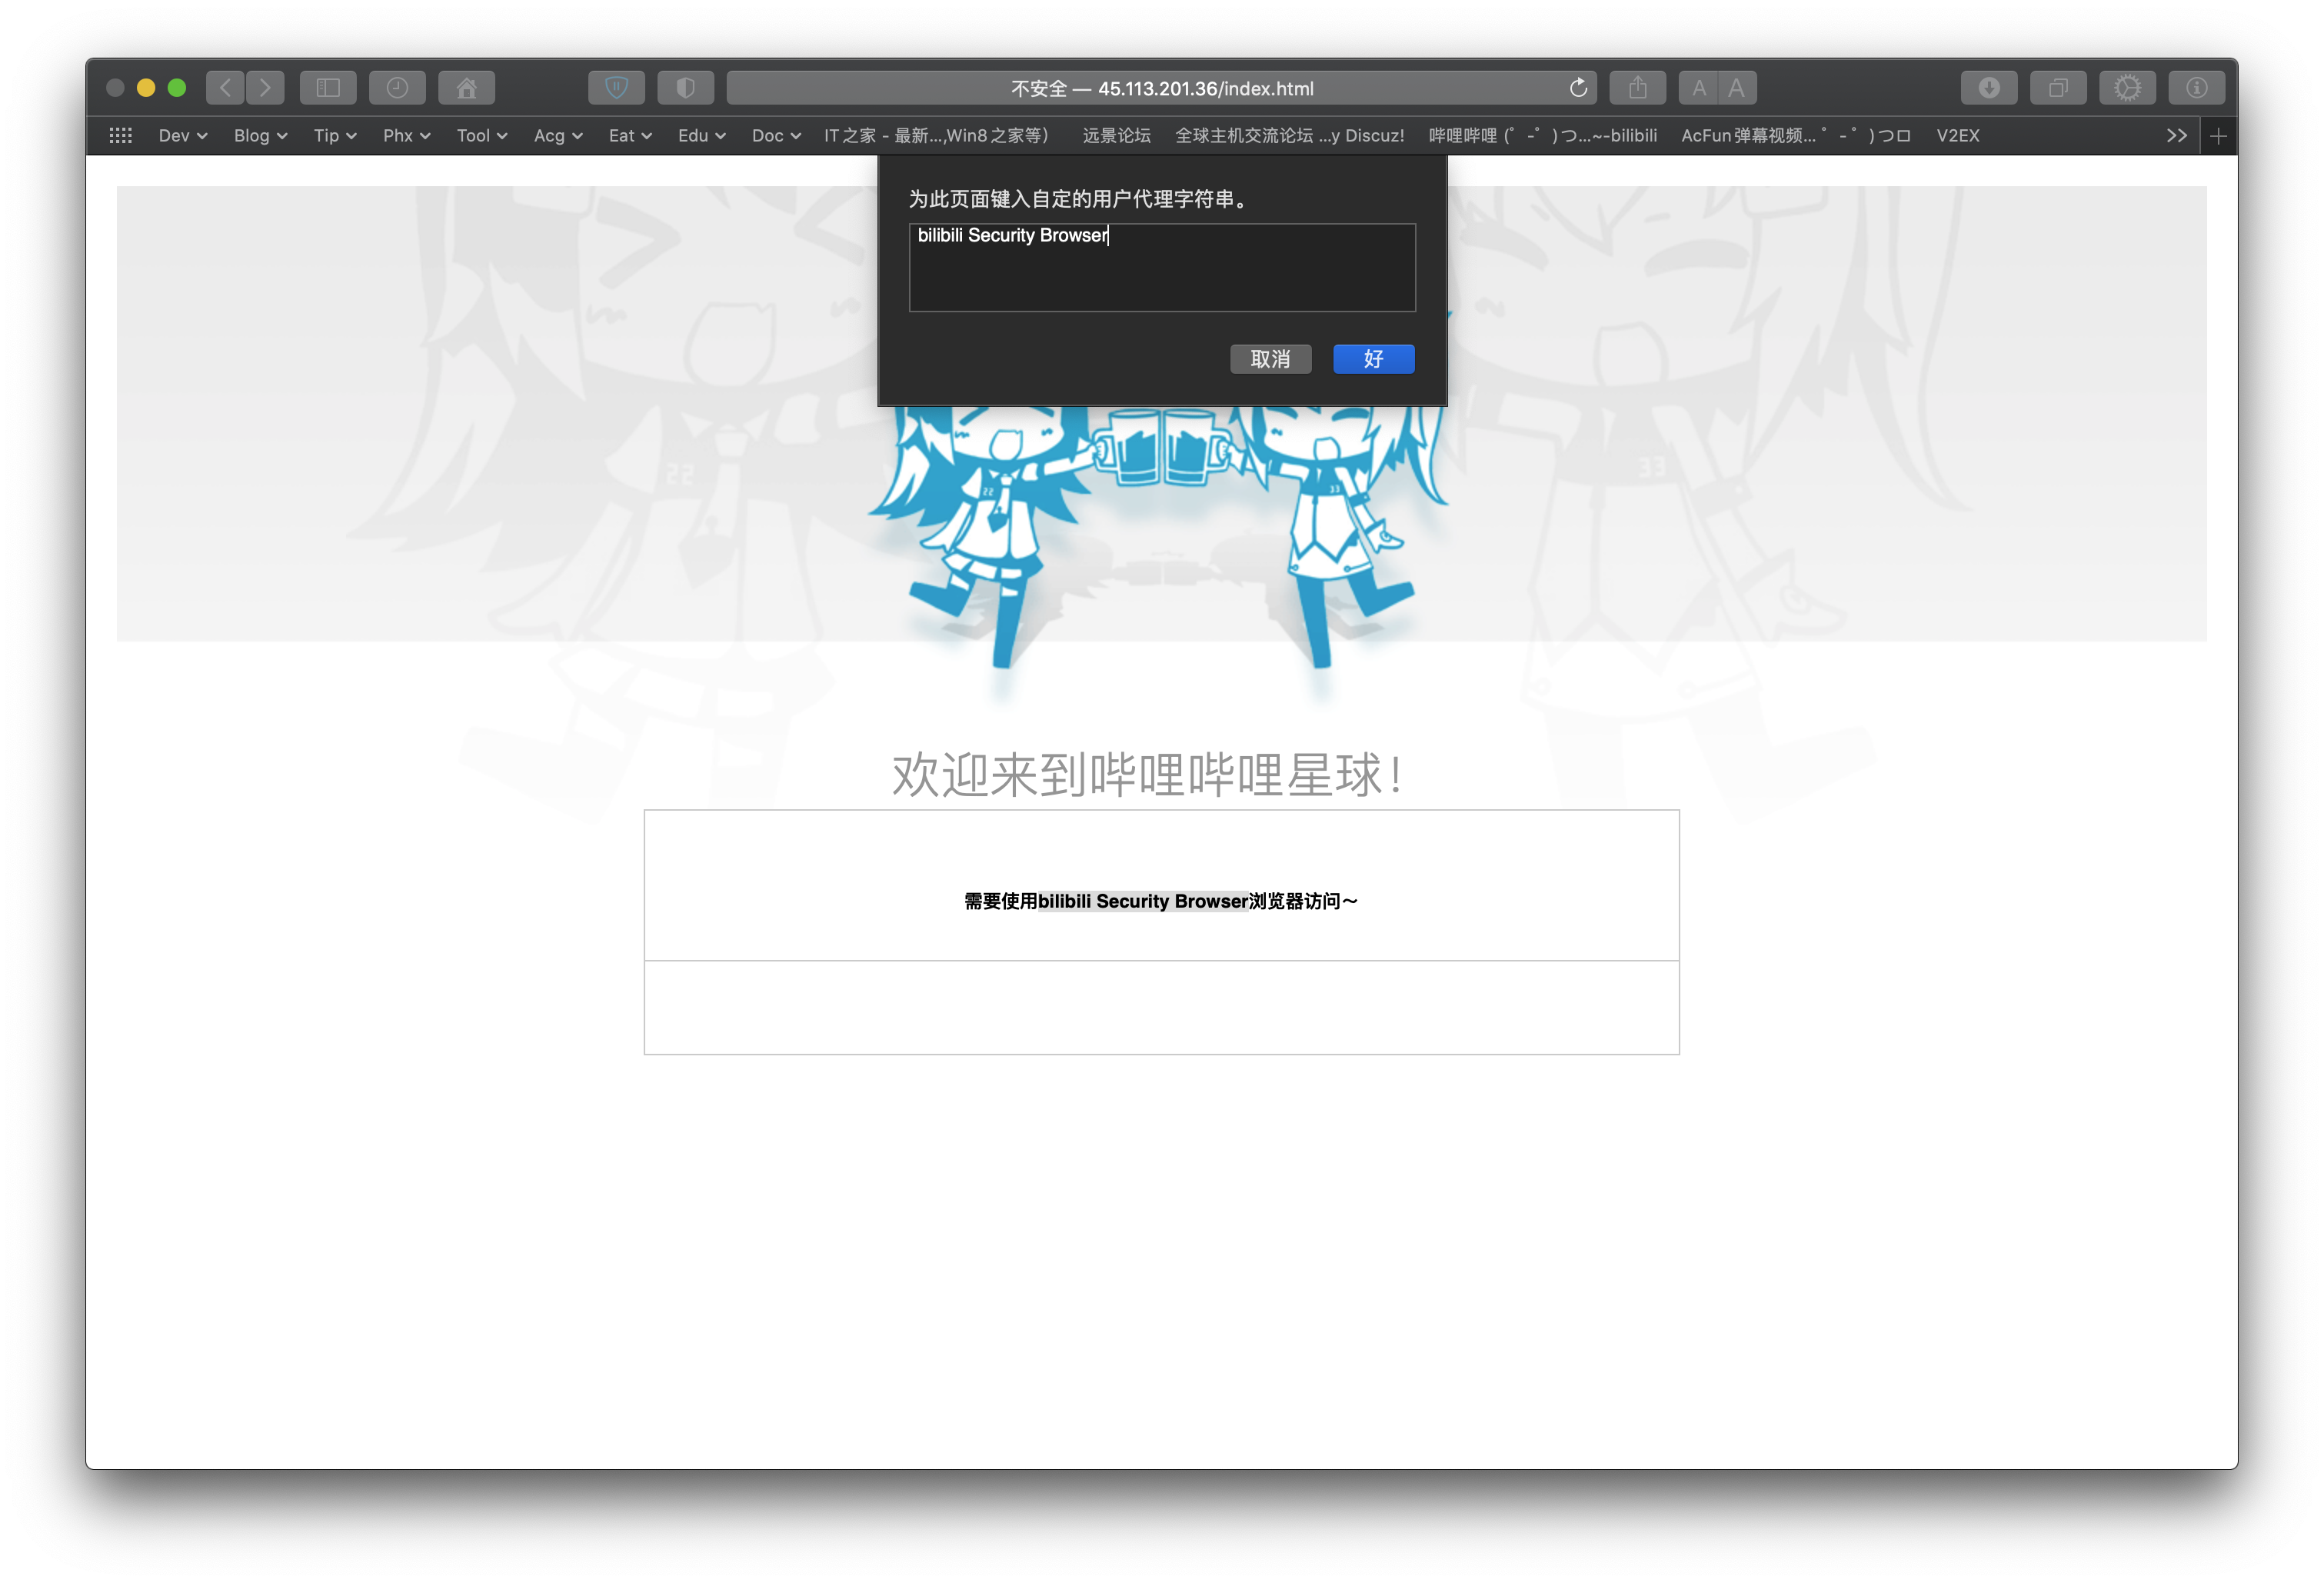 不安全 — 45.113.201.36/index.html
A A
Dev Blog Tip Phx Tool Acg Eat Edu Doc IT之家 - 最新...,Win8之家等） 远景论坛 全球主机交流论坛 ...y Discuz! 哔哩哔哩 (゜-゜)つ...~-bilibili AcFun弹幕视频... ゜- ゜)つロ V2EX
为此页面键入自定的用户代理字符串。
bilibili Security Browser
取消 好
22 33
22 33
欢迎来到哔哩哔哩星球！
需要使用bilibili Security Browser浏览器访问～